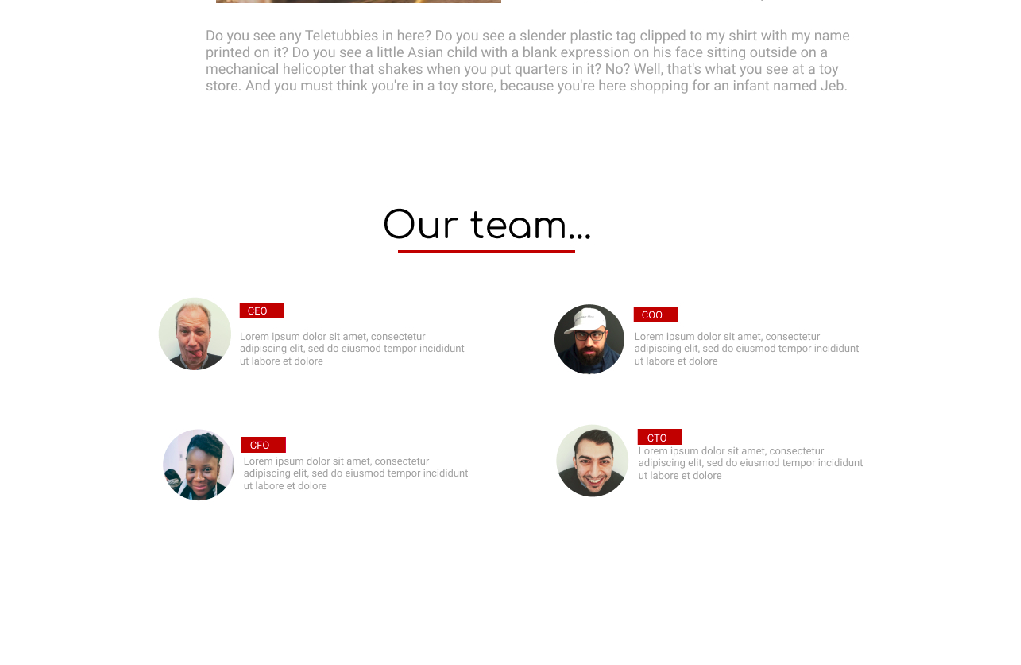 Do you see any Teletubbies in here? Do you see a slender plastic tag clipped to my shirt with my name
printed on it? Do you see a little Asian child with a blank expression on his face sitting outside on a
mechanical helicopter that shakes when you put quarters in it? No? Well, that's what you see at a toy
store. And you must think you're in a toy store, because you're here shopping for an infant named Jeb.
Our team...
CEO
Lorem ipsum dolor sit amet, consectetur
adipiscing elit, sed do eiusmod tempor incididunt
ut labore et dolore
COO
Lorem ipsum dolor sit amet, consectetur
adipiscing elit, sed do eiusmod tempor incididunt
ut labore et dolore
CFO
Lorem ipsum dolor sit amet, consectetur
adipiscing elit, sed do eiusmod tempor incididunt
ut labore et dolore
CTO
Lorem ipsum dolor sit amet, consectetur
adipiscing elit, sed do eiusmod tempor incididunt
ut labore et dolore